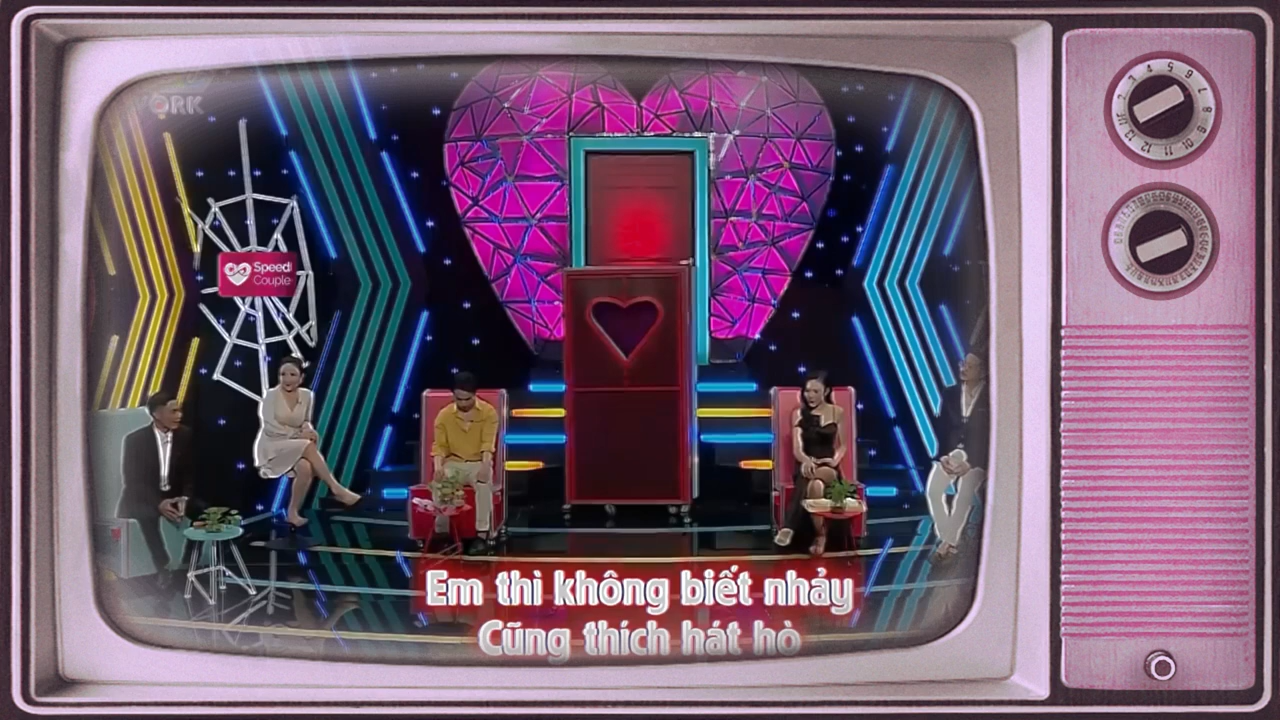 Speed
Couple
Em thì không biết nhảy
Cũng thích hát hò